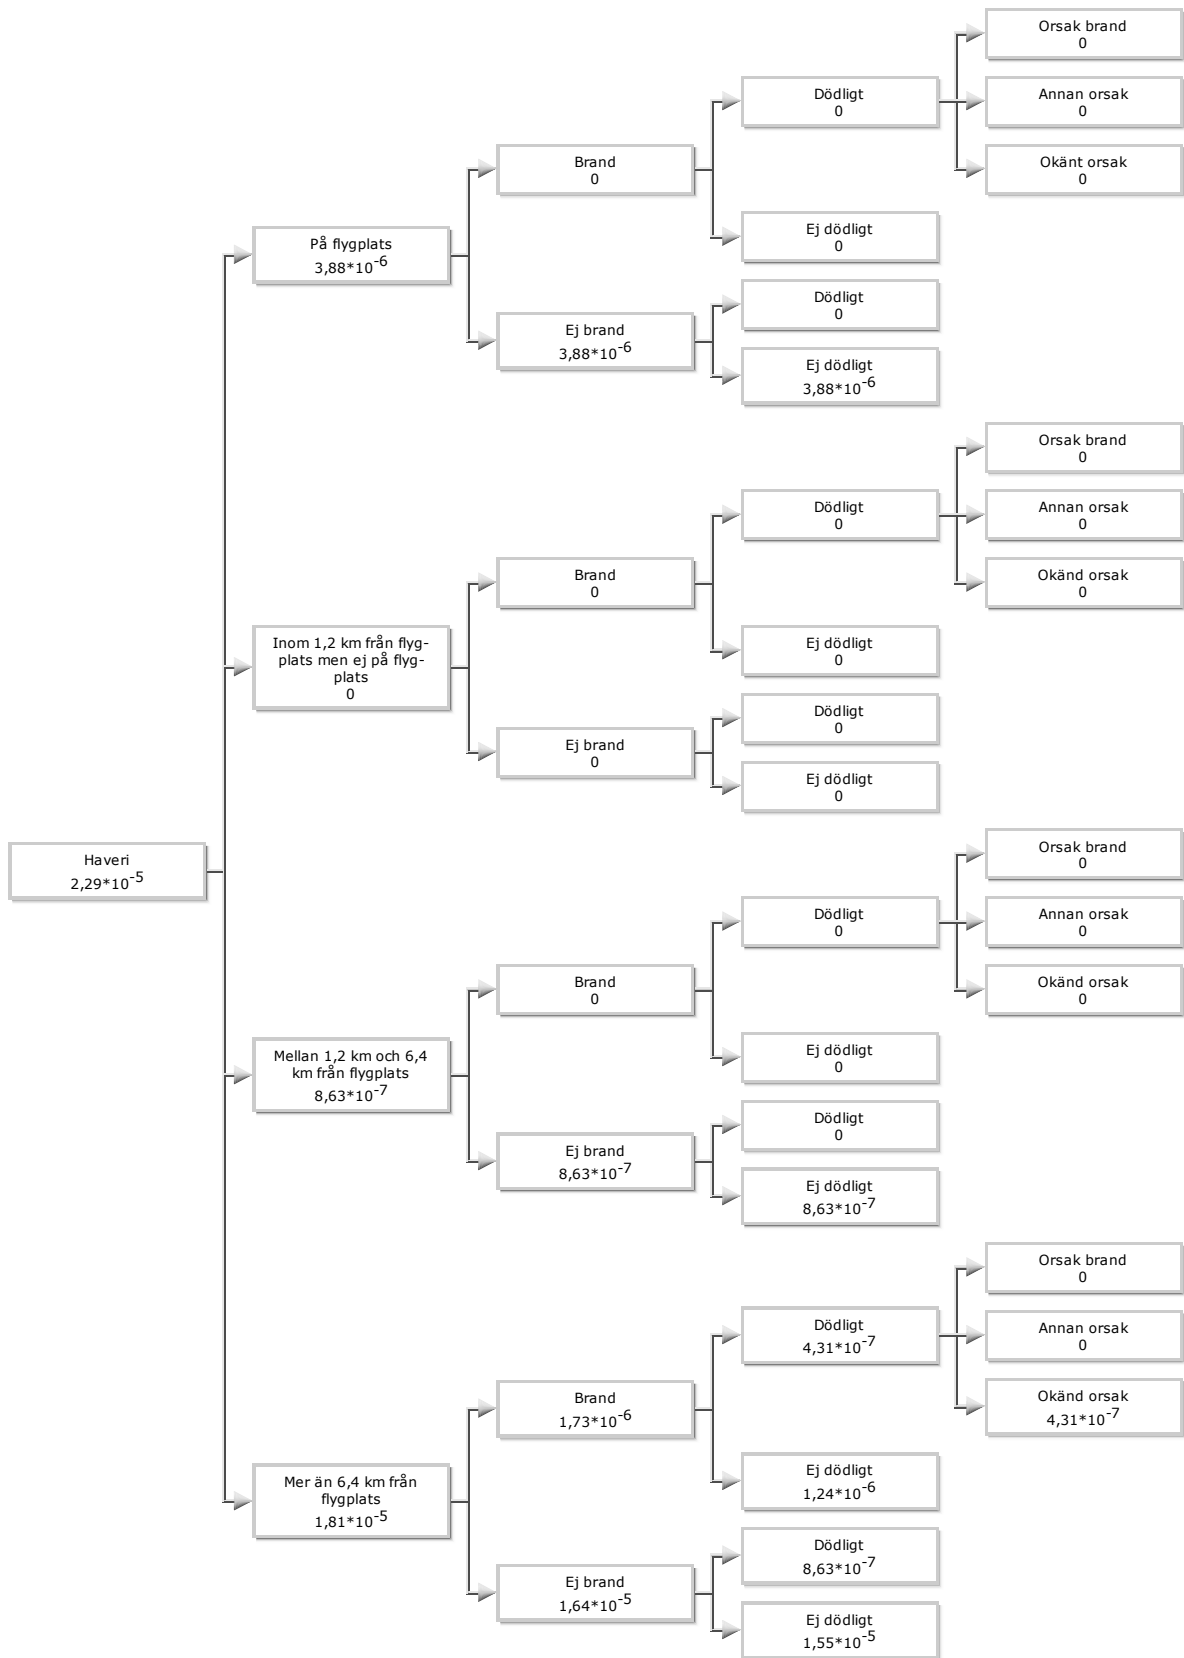 Orsak brand
0
Dödligt
0
Annan orsak
0
Brand
0
Okänt orsak
0
Ej dödligt
0
På flygplats
3,88*10-6
Dödligt
0
Ej brand
3,88*10-6
Ej dödligt
3,88*10-6
Orsak brand
0
Dödligt
0
Annan orsak
0
Brand
0
Okänd orsak
0
Inom 1,2 km från flyg-
plats men ej på flyg-
plats
0
Ej dödligt
0
Dödligt
0
Ej brand
0
Ej dödligt
0
Haveri
2,29*10-5
Orsak brand
0
Dödligt
0
Annan orsak
0
Brand
0
Okänd orsak
0
Mellan 1,2 km och 6,4
km från flygplats
8,63*10-7
Ej dödligt
0
Dödligt
0
Ej brand
8,63*10-7
Ej dödligt
8,63*10-7
Orsak brand
0
Dödligt
4,31*10-7
Annan orsak
0
Brand
1,73*10-6
Okänd orsak
4,31*10-7
Mer än 6,4 km från
flygplats
1,81*10-5
Ej dödligt
1,24*10-6
Dödligt
8,63*10-7
Ej brand
1,64*10-5
Ej dödligt
1,55*10-5